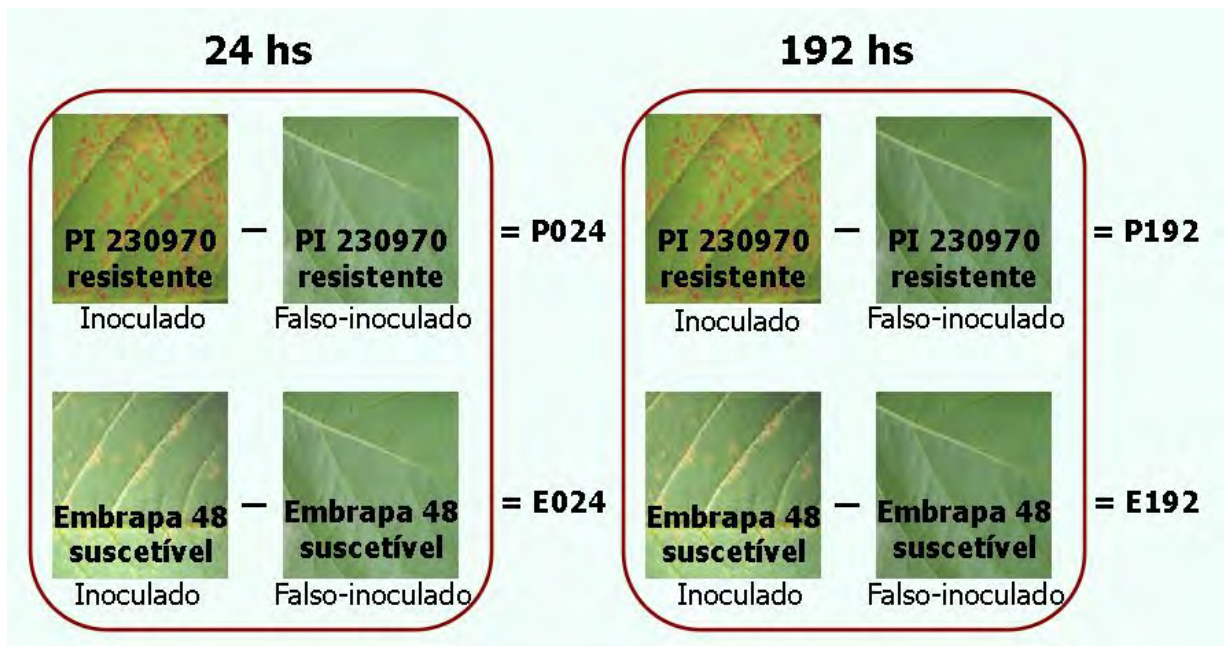 24 hs
PI 230970
resistente
Inoculado
–
PI 230970
resistente
Falso-inoculado
= P024
Embrapa 48
suscetível
Inoculado
–
Embrapa 48
suscetível
Falso-inoculado
= E024
192 hs
PI 230970
resistente
Inoculado
–
PI 230970
resistente
Falso-inoculado
= P192
Embrapa 48
suscetível
Inoculado
–
Embrapa 48
suscetível
Falso-inoculado
= E192